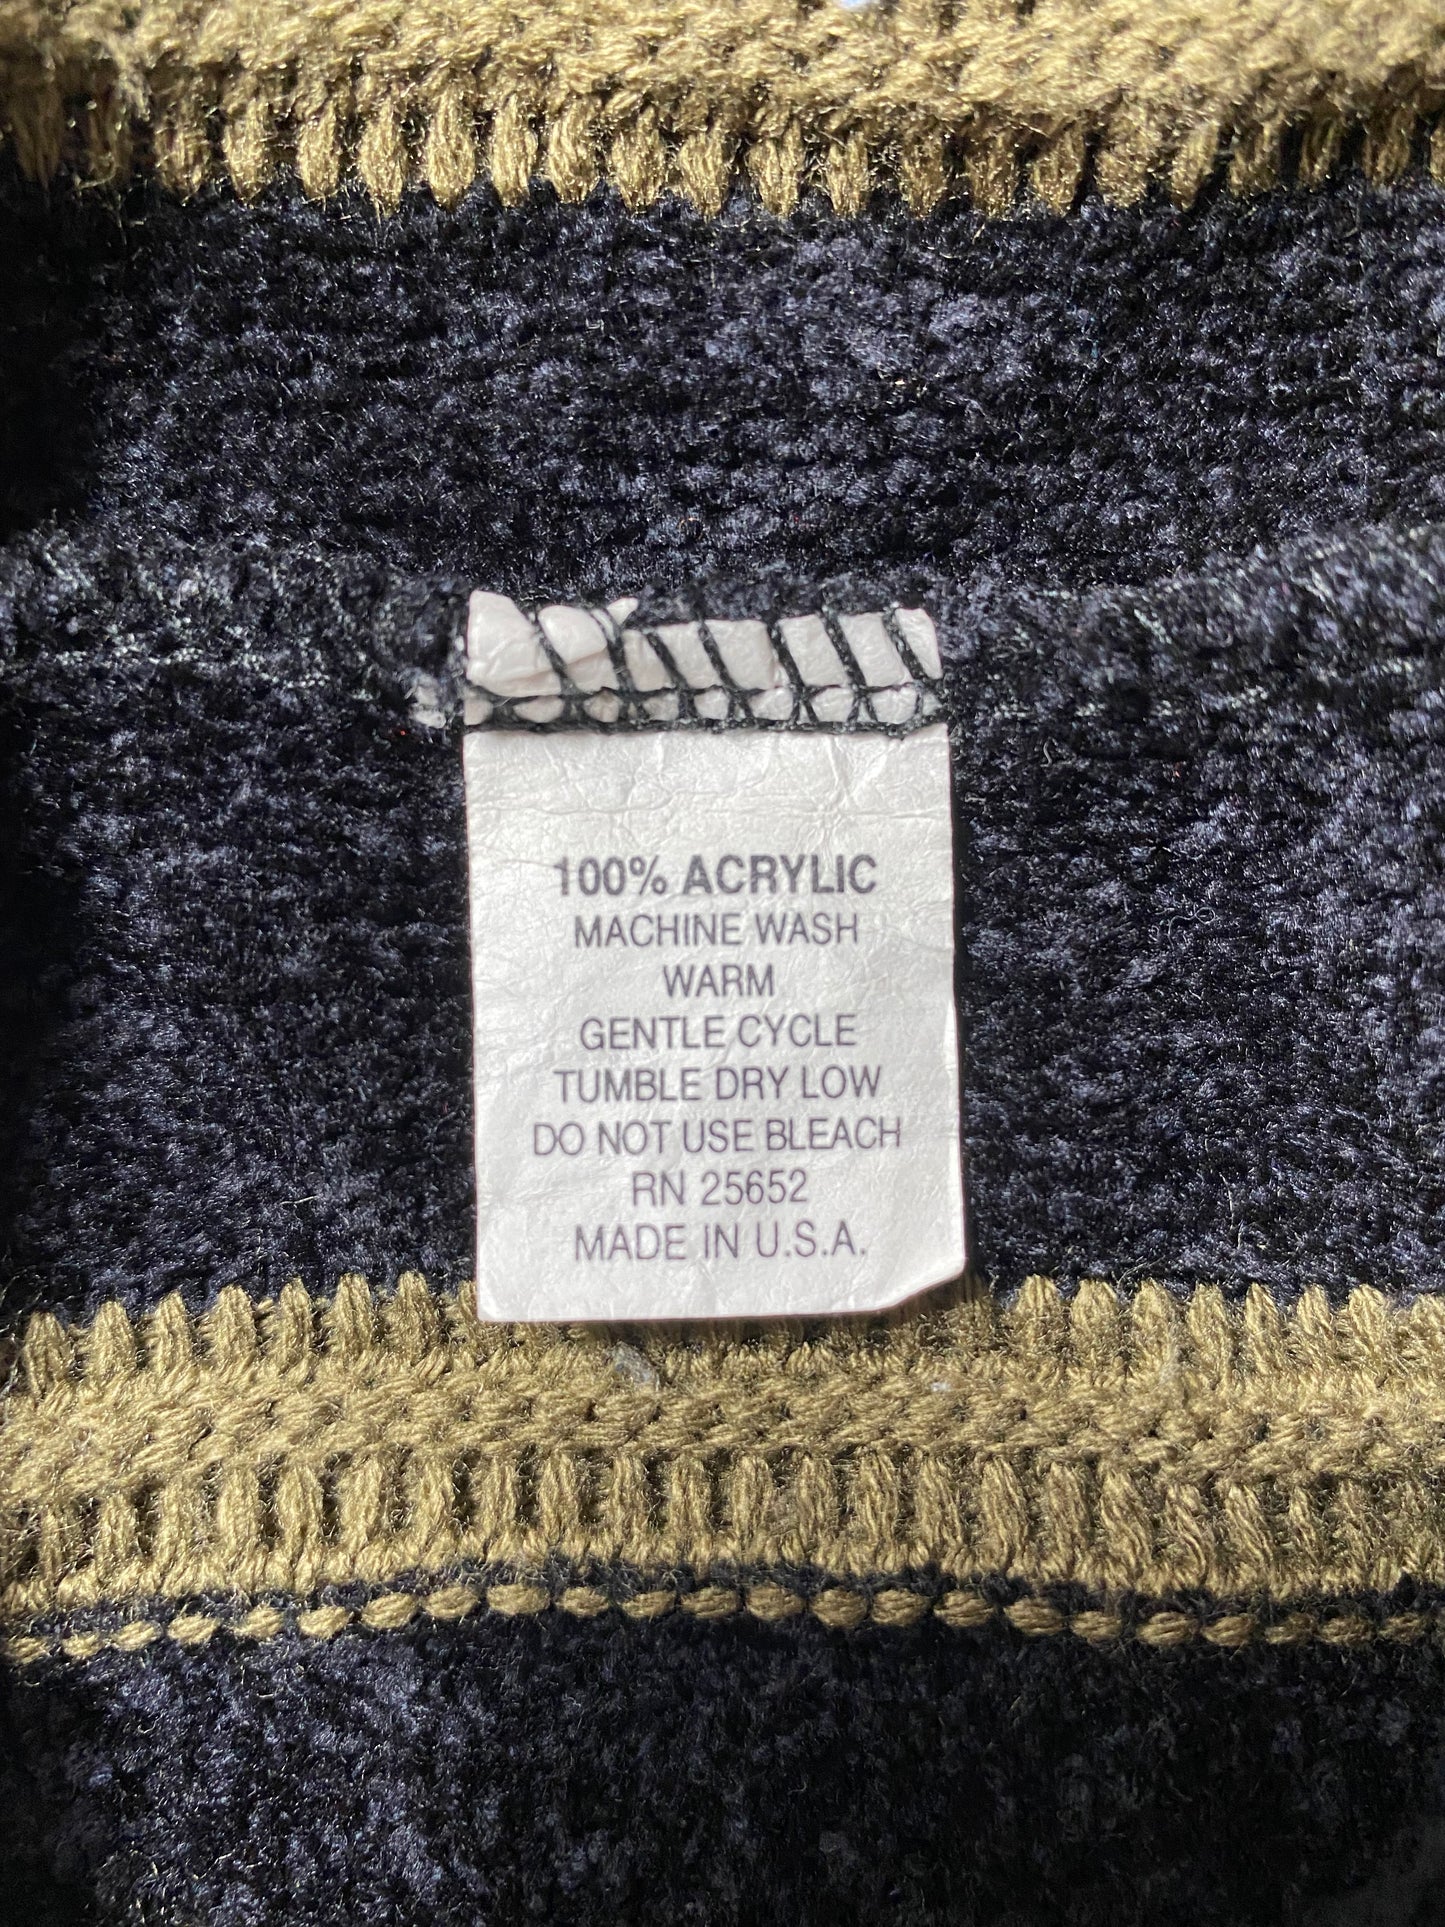 100% ACRYLIC
MACHINE WASH
WARM
GENTLE CYCLE
TUMBLE DRY LOW
DO NOT USE BLEACH
RN 25652
MADE IN U.S.A.